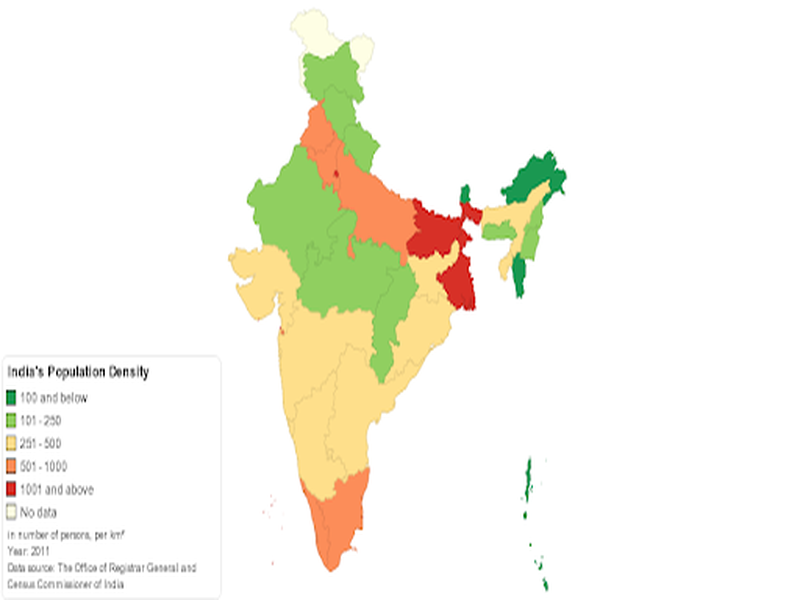 India's Population Density
100 and below
101 - 250
251 - 500
501 - 1000
1001 and above
No data
in number of persons, per km²
Year: 2011
Data source: The Office of Registrar General and
Census Commissioner of India